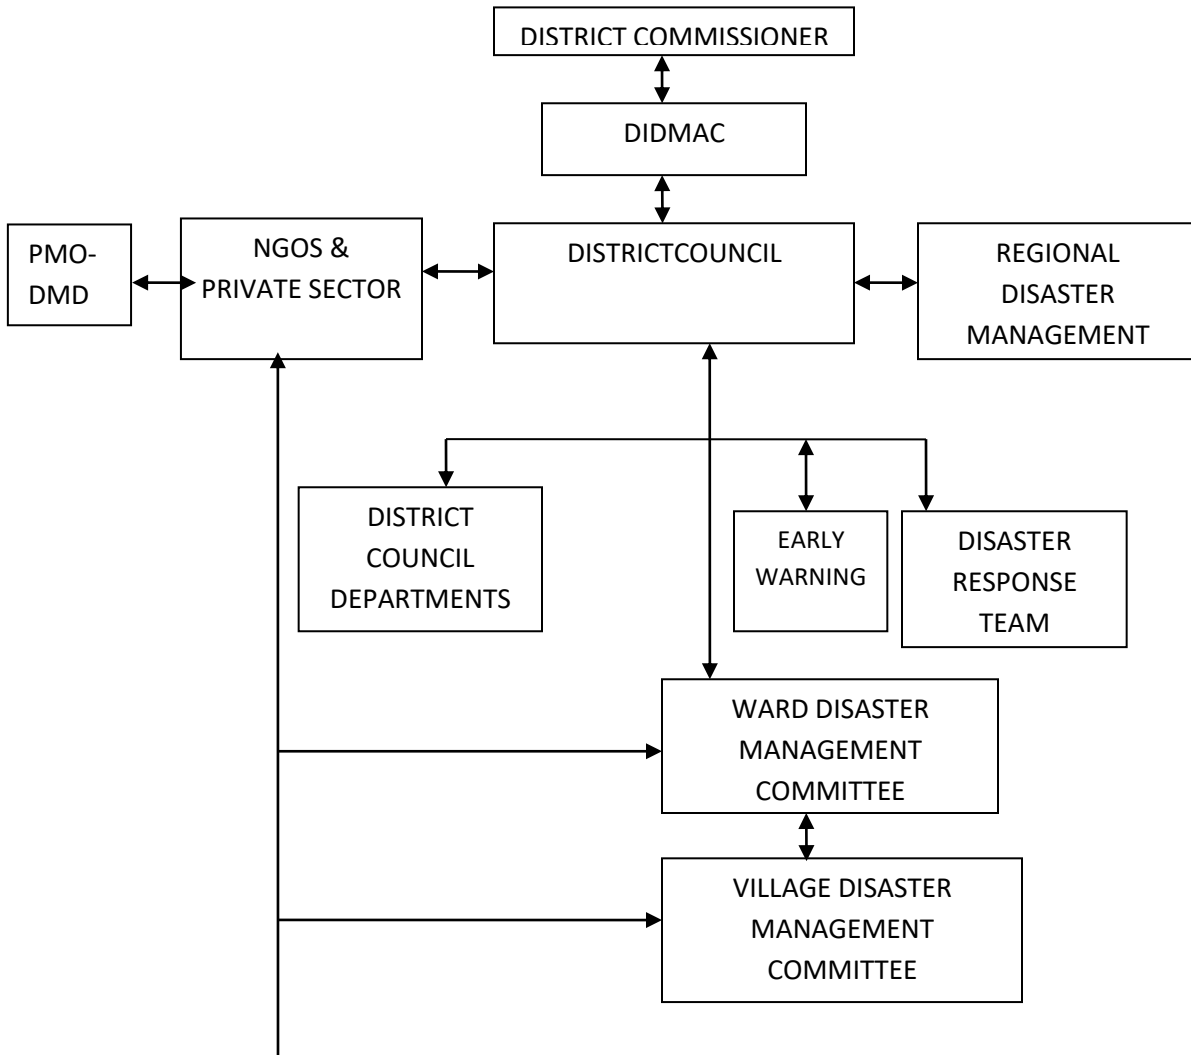 DISTRICT COMMISSIONER
DIDMAC
PMO-
DMD
NGOS &
PRIVATE SECTOR
DISTRICTCOUNCIL
REGIONAL
DISASTER
MANAGEMENT
DISTRICT
COUNCIL
DEPARTMENTS
EARLY
WARNING
DISASTER
RESPONSE
TEAM
WARD DISASTER
MANAGEMENT
COMMITTEE
VILLAGE DISASTER
MANAGEMENT
COMMITTEE